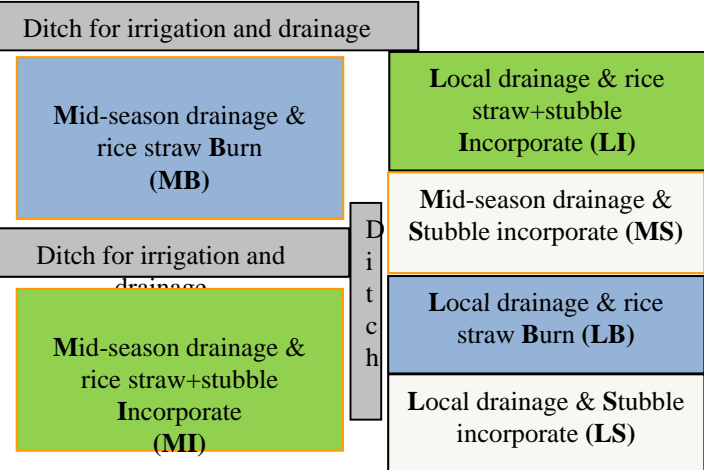 Ditch for irrigation and drainage
Mid-season drainage &
rice straw Burn
(MB)
Ditch for irrigation and
drainage
Mid-season drainage &
rice straw+stubble
Incorporate
(MI)
D
i
t
c
h
Local drainage & rice
straw+stubble
Incorporate (LI)
Mid-season drainage &
Stubble incorporate (MS)
Local drainage & rice
straw Burn (LB)
Local drainage & Stubble
incorporate (LS)